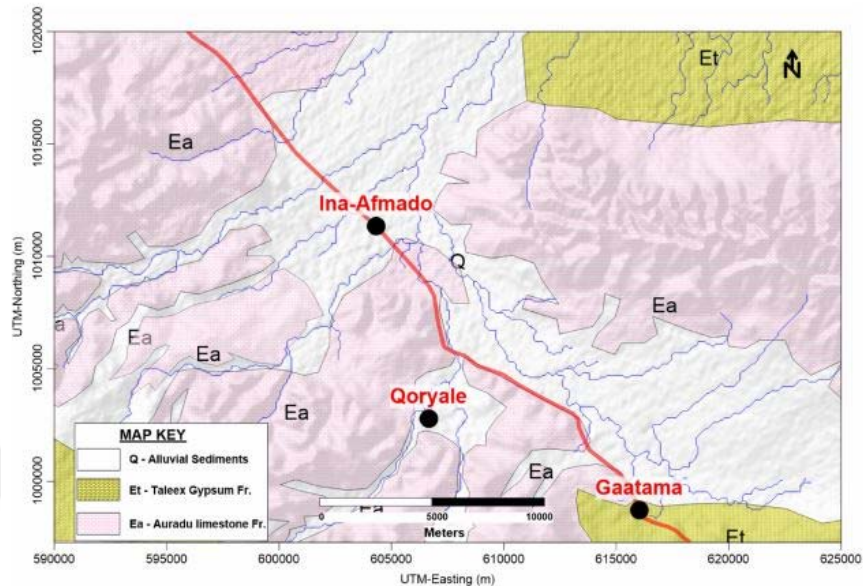 1020000
Et
N
Ea
1015000
Ina-Afmado
1010000
Q
UTM-Northing (m)
Ea
a
Ea
Ea
1005000
Qoryale
Ea
MAP KEY
Q - Alluvial Sediments
Et - Taleex Gypsum Fr.
Ea - Auradu limestone Fr.
Ea
Gaatama
1000000
0 5000 10000
Meters
Et
590000 595000 600000 605000 610000 615000 620000 625000
UTM-Easting (m)